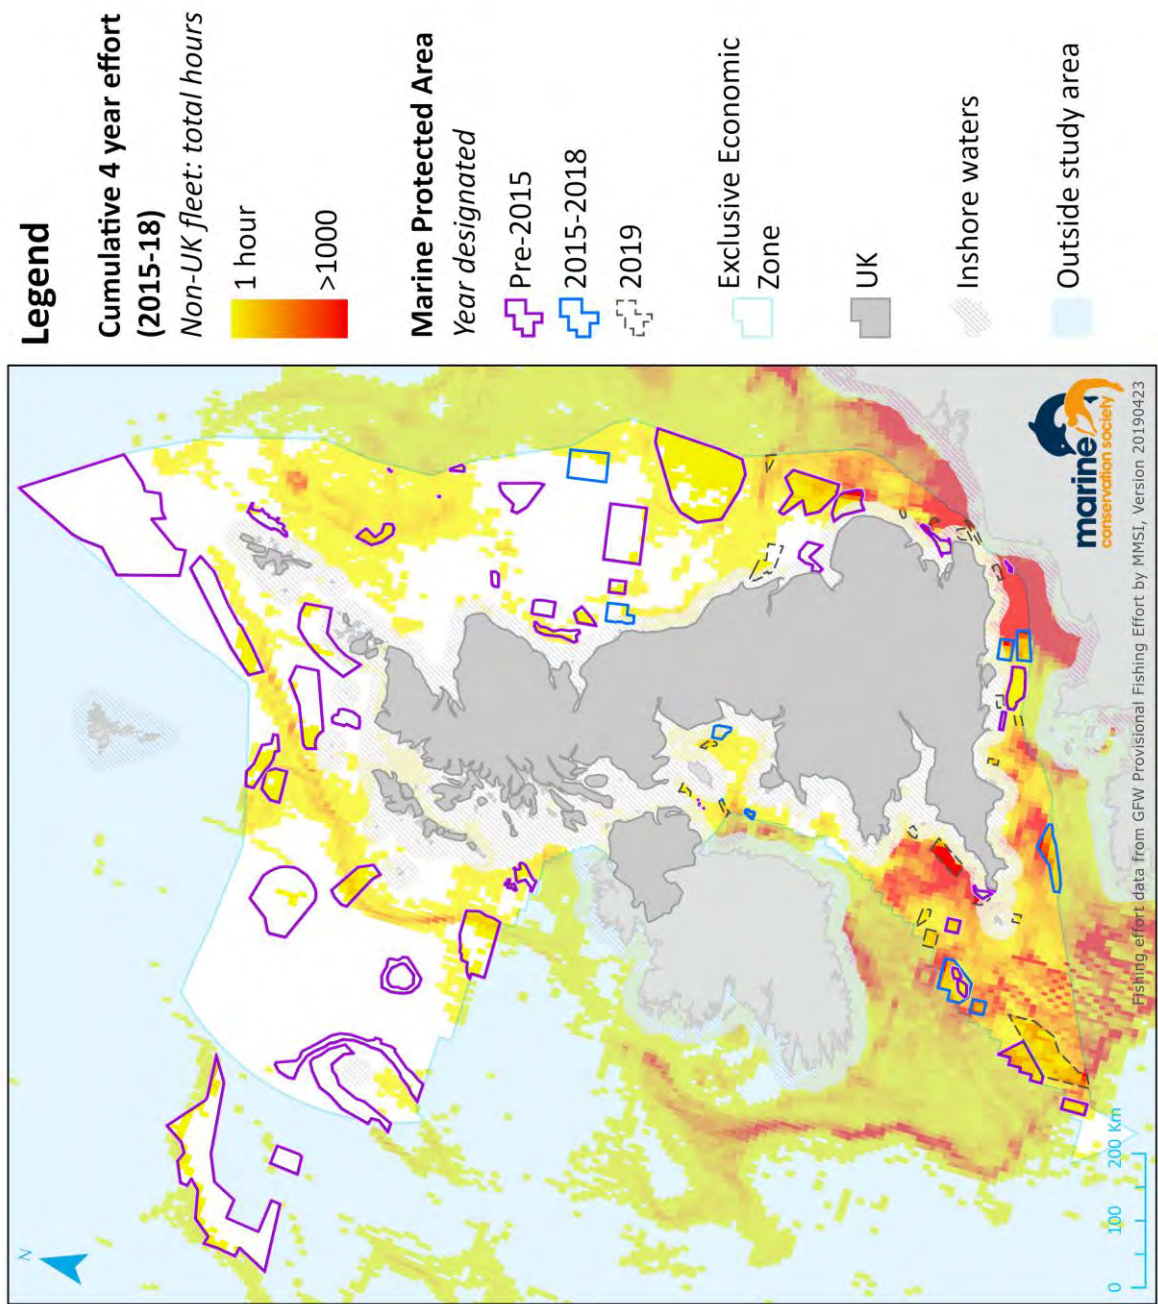 Legend
Cumulative 4 year effort
(2015-18)
Non-UK fleet: total hours
1 hour
>1000
Marine Protected Area
Year designated
Pre-2015
2015-2018
2019
Exclusive Economic
Zone
UK
Inshore waters
Outside study area
N
0 100 200 Km
marine
conservation society
Fishing effort data from GFW Provisional Fishing Effort by MMSI, Version 20190423